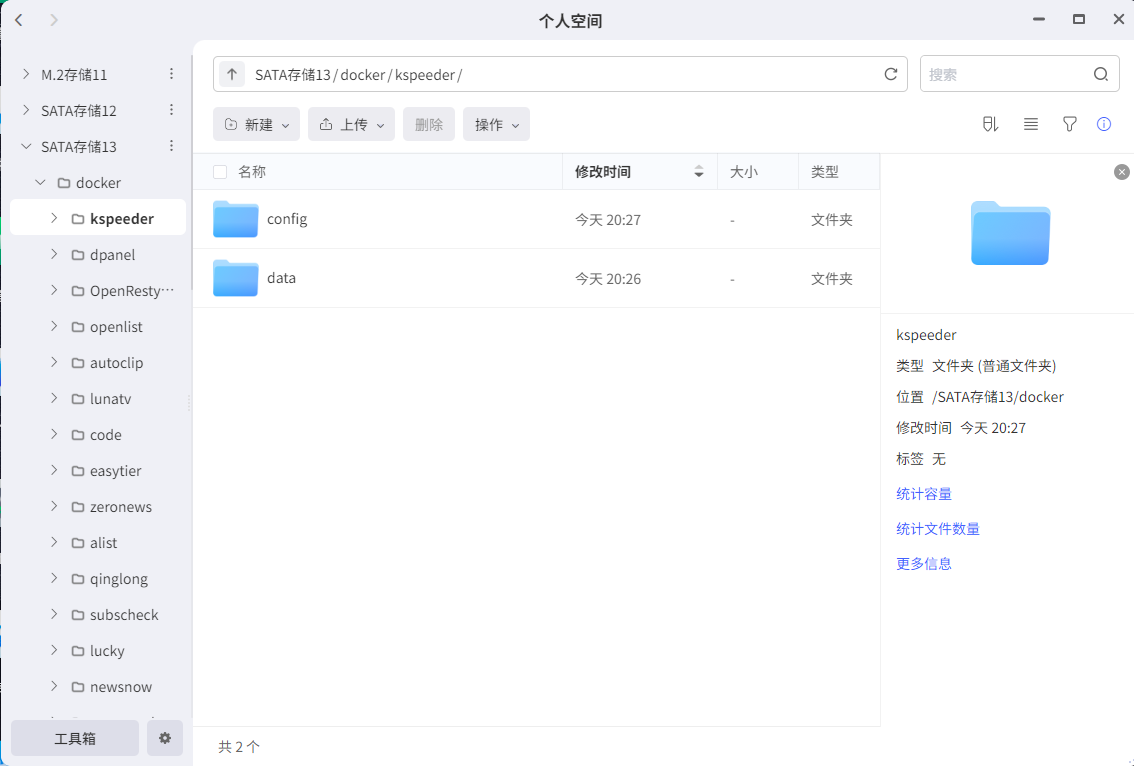 个人空间
M.2存储11
SATA存储12
SATA存储13
docker
kspeeder
dpanel
OpenResty…
openlist
autoclip
lunatv
code
easytier
zeronews
alist
qinglong
subscheck
lucky
newsnow
工具箱
SATA存储13/docker/kspeeder/
搜索
新建 上传 删除 操作
名称 修改时间 大小 类型
config 今天 20:27 - 文件夹
data 今天 20:26 - 文件夹
共 2 个
kspeeder
类型 文件夹 (普通文件夹)
位置 /SATA存储13/docker
修改时间 今天 20:27
标签 无
统计容量
统计文件数量
更多信息